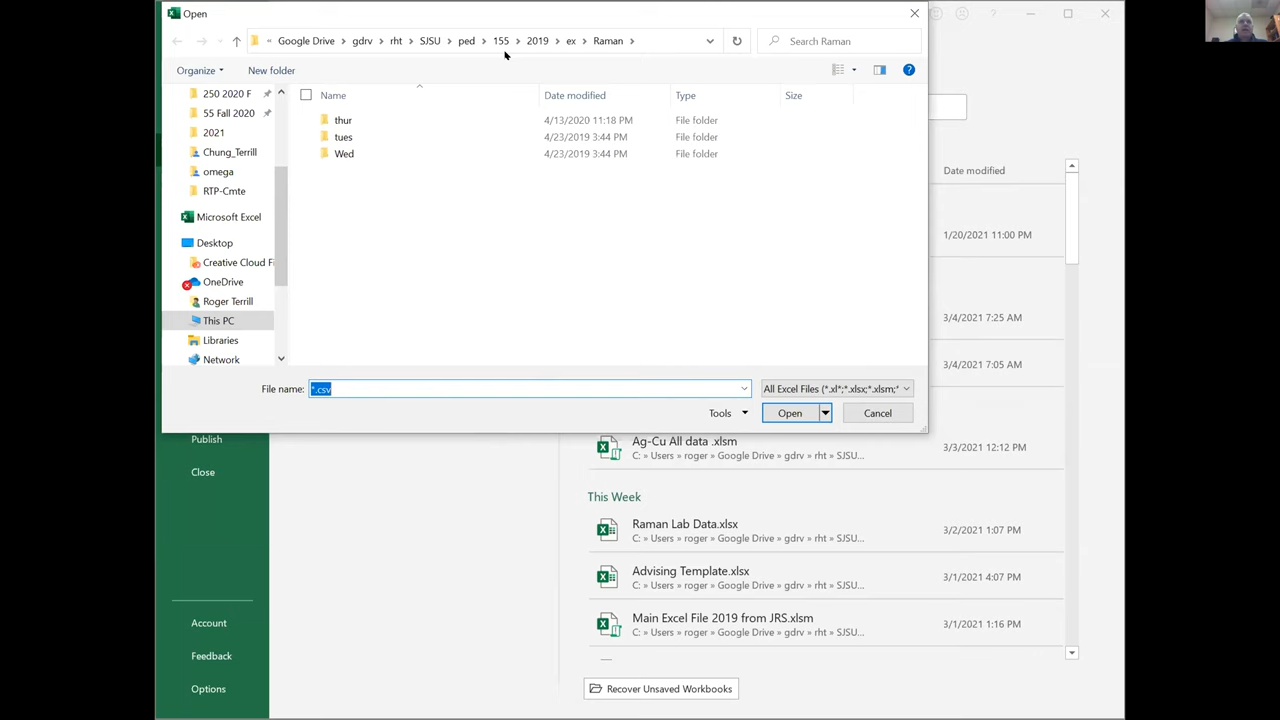 Open
« Google Drive > gdrv > rht > SJSU > ped > 155 > 2019 > ex > Raman >
Search Raman
Organize
New folder
250 2020 F
55 Fall 2020
2021
Chung_Terrill
omega
RTP-Cmte
Microsoft Excel
Desktop
Creative Cloud Fi
OneDrive
Roger Terrill
This PC
Libraries
Network
Name Date modified Type Size
thur 4/13/2020 11:18 PM File folder
tues 4/23/2019 3:44 PM File folder
Wed 4/23/2019 3:44 PM File folder
File name: *.csv All Excel Files (*.xl*;*.xlsx;*.xlsm;*
Tools Open Cancel
Date modified
1/20/2021 11:00 PM
3/4/2021 7:25 AM
3/4/2021 7:05 AM
Publish
Close
Account
Feedback
Options
Ag-Cu All data .xlsm 3/3/2021 12:12 PM
C: » Users » roger » Google Drive » gdrv » rht » SJSU...
This Week
Raman Lab Data.xlsx 3/2/2021 1:07 PM
C: » Users » roger » Google Drive » gdrv » rht » SJSU...
Advising Template.xlsx 3/1/2021 4:07 PM
C: » Users » roger » Google Drive » gdrv » rht » SJSU...
Main Excel File 2019 from JRS.xlsm 3/1/2021 1:16 PM
C: » Users » roger » Google Drive » gdrv » rht » SJSU...
Recover Unsaved Workbooks